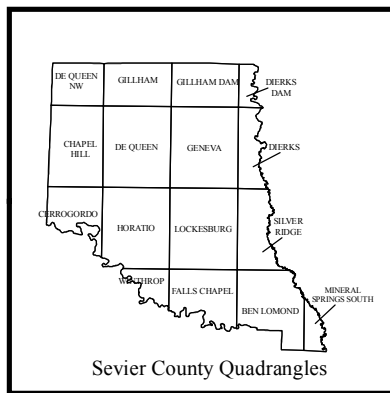 DE QUEEN
NW
GILLHAM
GILLHAM DAM
DIERKS
DAM
CHAPEL
HILL
DE QUEEN
GENEVA
DIERKS
CERROGORDO
HORATIO
LOCKESBURG
SILVER
RIDGE
WINTHROP
FALLS CHAPEL
BEN LOMOND
MINERAL
SPRINGS SOUTH
Sevier County Quadrangles